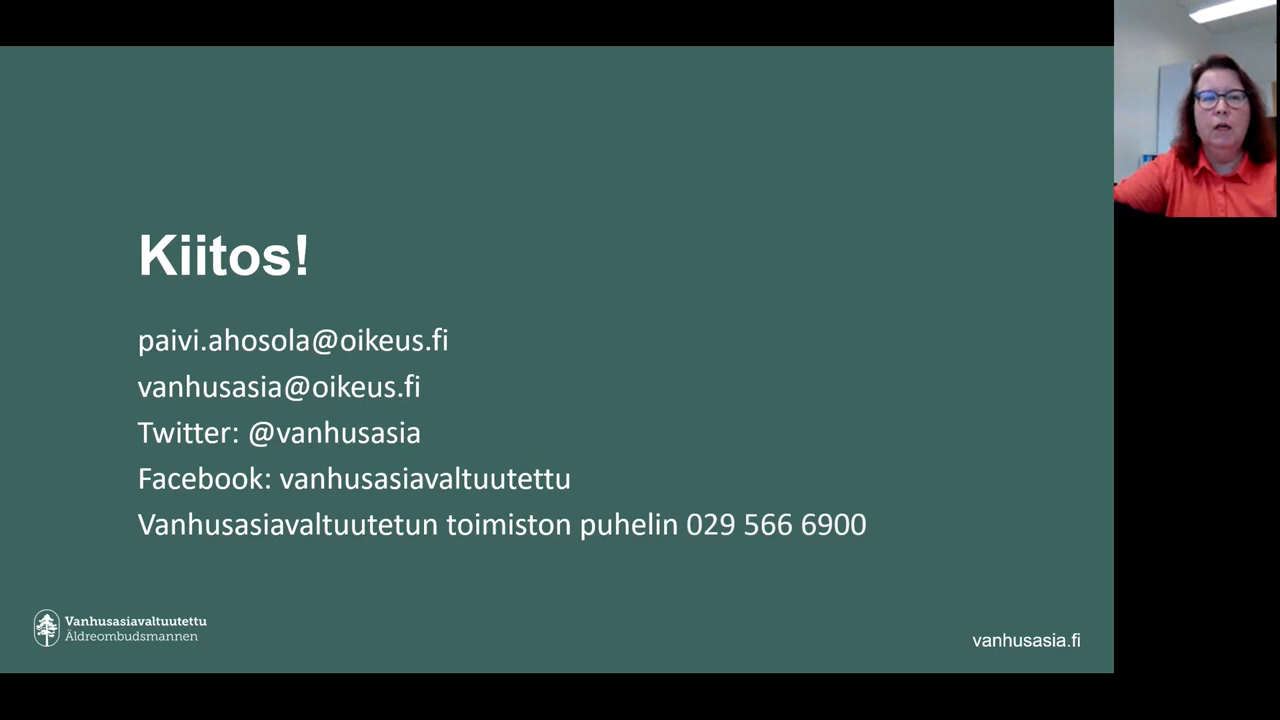 Kiitos!
paivi.ahosola@oikeus.fi
vanhusasia@oikeus.fi
Twitter: @vanhusasia
Facebook: vanhusasiavaltuutettu
Vanhusasiavaltuutetun toimiston puhelin 029 566 6900
Vanhusasiavaltuutettu
Äldreombudsmannen
vanhusasia.fi